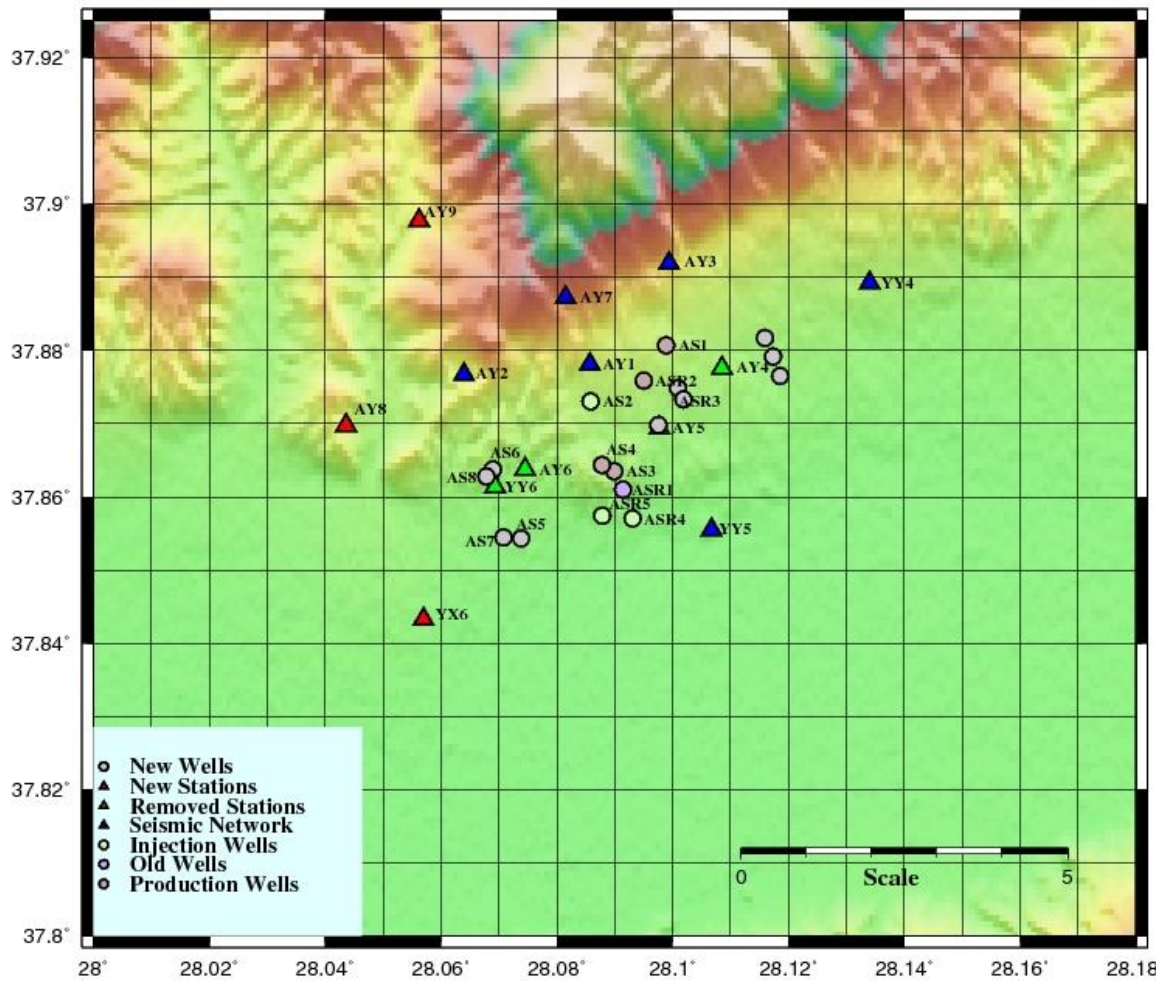 37.92°
37.9°
AY9
AY3
YY4
AY7
37.88°
AS1
AY1
AY4
AY2
ASR2
AS2
ASR3
AY8
AY5
AS4
AS6
AY6
AS3
AS8
YY6
ASR1
37.86°
ASR5
ASR4
AS5
YY5
AS7
YX6
37.84°
New Wells
New Stations
Removed Stations
Seismic Network
Injection Wells
Old Wells
Production Wells
37.82°
0 Scale 5
37.8°
28° 28.02° 28.04° 28.06° 28.08° 28.1° 28.12° 28.14° 28.16° 28.18